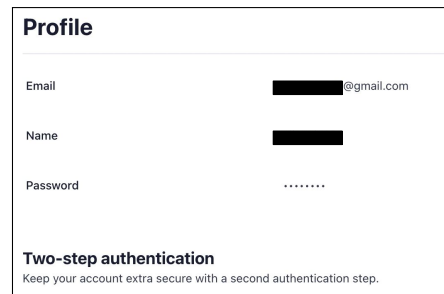 Profile
Email @gmail.com
Name
Password ••••••••
Two-step authentication
Keep your account extra secure with a second authentication step.